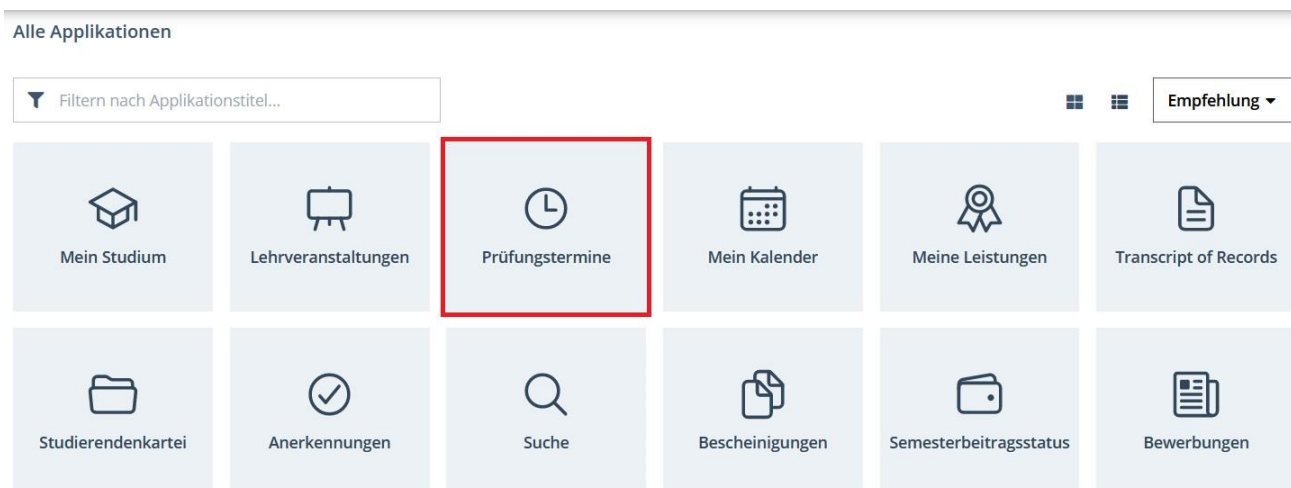 Alle Applikationen
Filtern nach Applikationstitel...
Empfehlung
Mein Studium
Lehrveranstaltungen
Prüfungstermine
Mein Kalender
Meine Leistungen
Transcript of Records
Studierendenkartei
Anerkennungen
Suche
Bescheinigungen
Semesterbeitragsstatus
Bewerbungen